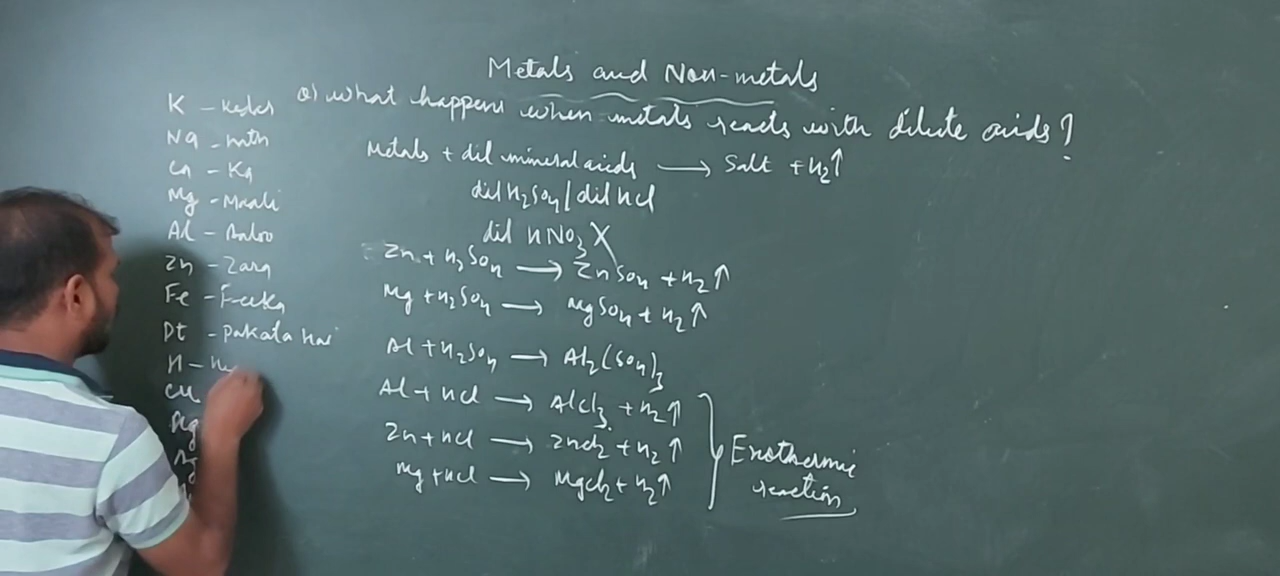 Metals and Non-metals
Q) what happens when metals reacts with dilute acids?
Metals + dil mineral acids → Salt + H₂↑
dil H₂SO₄ / dil HCl
dil HNO₃ X
Zn + H₂SO₄ → ZnSO₄ + H₂↑
Mg + H₂SO₄ → MgSO₄ + H₂↑
Al + H₂SO₄ → Al₂(SO₄)₃
Al + HCl → AlCl₃ + H₂↑
Zn + HCl → ZnCl₂ + H₂↑
Mg + HCl → MgCl₂ + H₂↑
Exothermic
reaction
K -
Na - nath
Ca - Ka
Mg - Maali
Al - Aaloo
Zn - Zara
Fe - Feeka
Pakata hai
H -
Cu